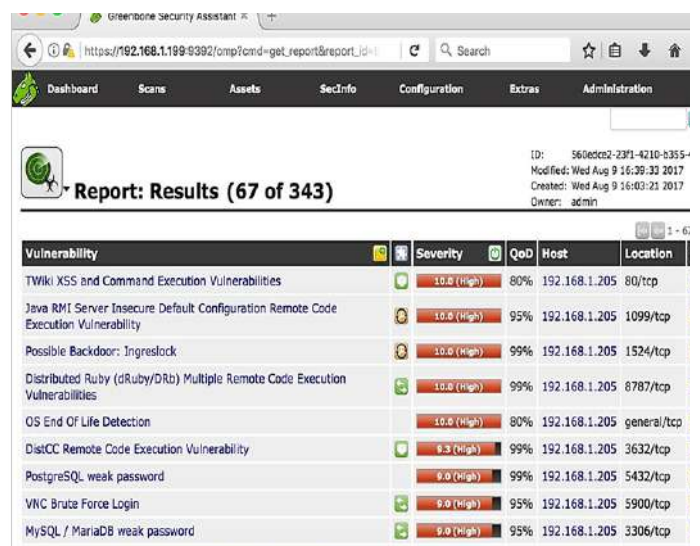 Greenbone Security Assistant
https://192.168.1.199:9392/omp?cmd=get_report&report_id=
Search
Dashboard Scans Assets SecInfo Configuration Extras Administration
ID: 560edce2-23f1-4210-b355-
Modified: Wed Aug 9 16:39:33 2017
Created: Wed Aug 9 16:03:21 2017
Owner: admin
Report: Results (67 of 343)
1 - 67
Vulnerability Severity QoD Host Location
TWiki XSS and Command Execution Vulnerabilities 10.0 (High) 80% 192.168.1.205 80/tcp
Java RMI Server Insecure Default Configuration Remote Code
Execution Vulnerability 10.0 (High) 95% 192.168.1.205 1099/tcp
Possible Backdoor: Ingreslock 10.0 (High) 99% 192.168.1.205 1524/tcp
Distributed Ruby (dRuby/DRb) Multiple Remote Code Execution
Vulnerabilities 10.0 (High) 99% 192.168.1.205 8787/tcp
OS End Of Life Detection 10.0 (High) 80% 192.168.1.205 general/tcp
DistCC Remote Code Execution Vulnerability 9.3 (High) 99% 192.168.1.205 3632/tcp
PostgreSQL weak password 9.0 (High) 99% 192.168.1.205 5432/tcp
VNC Brute Force Login 9.0 (High) 95% 192.168.1.205 5900/tcp
MySQL / MariaDB weak password 9.0 (High) 95% 192.168.1.205 3306/tcp